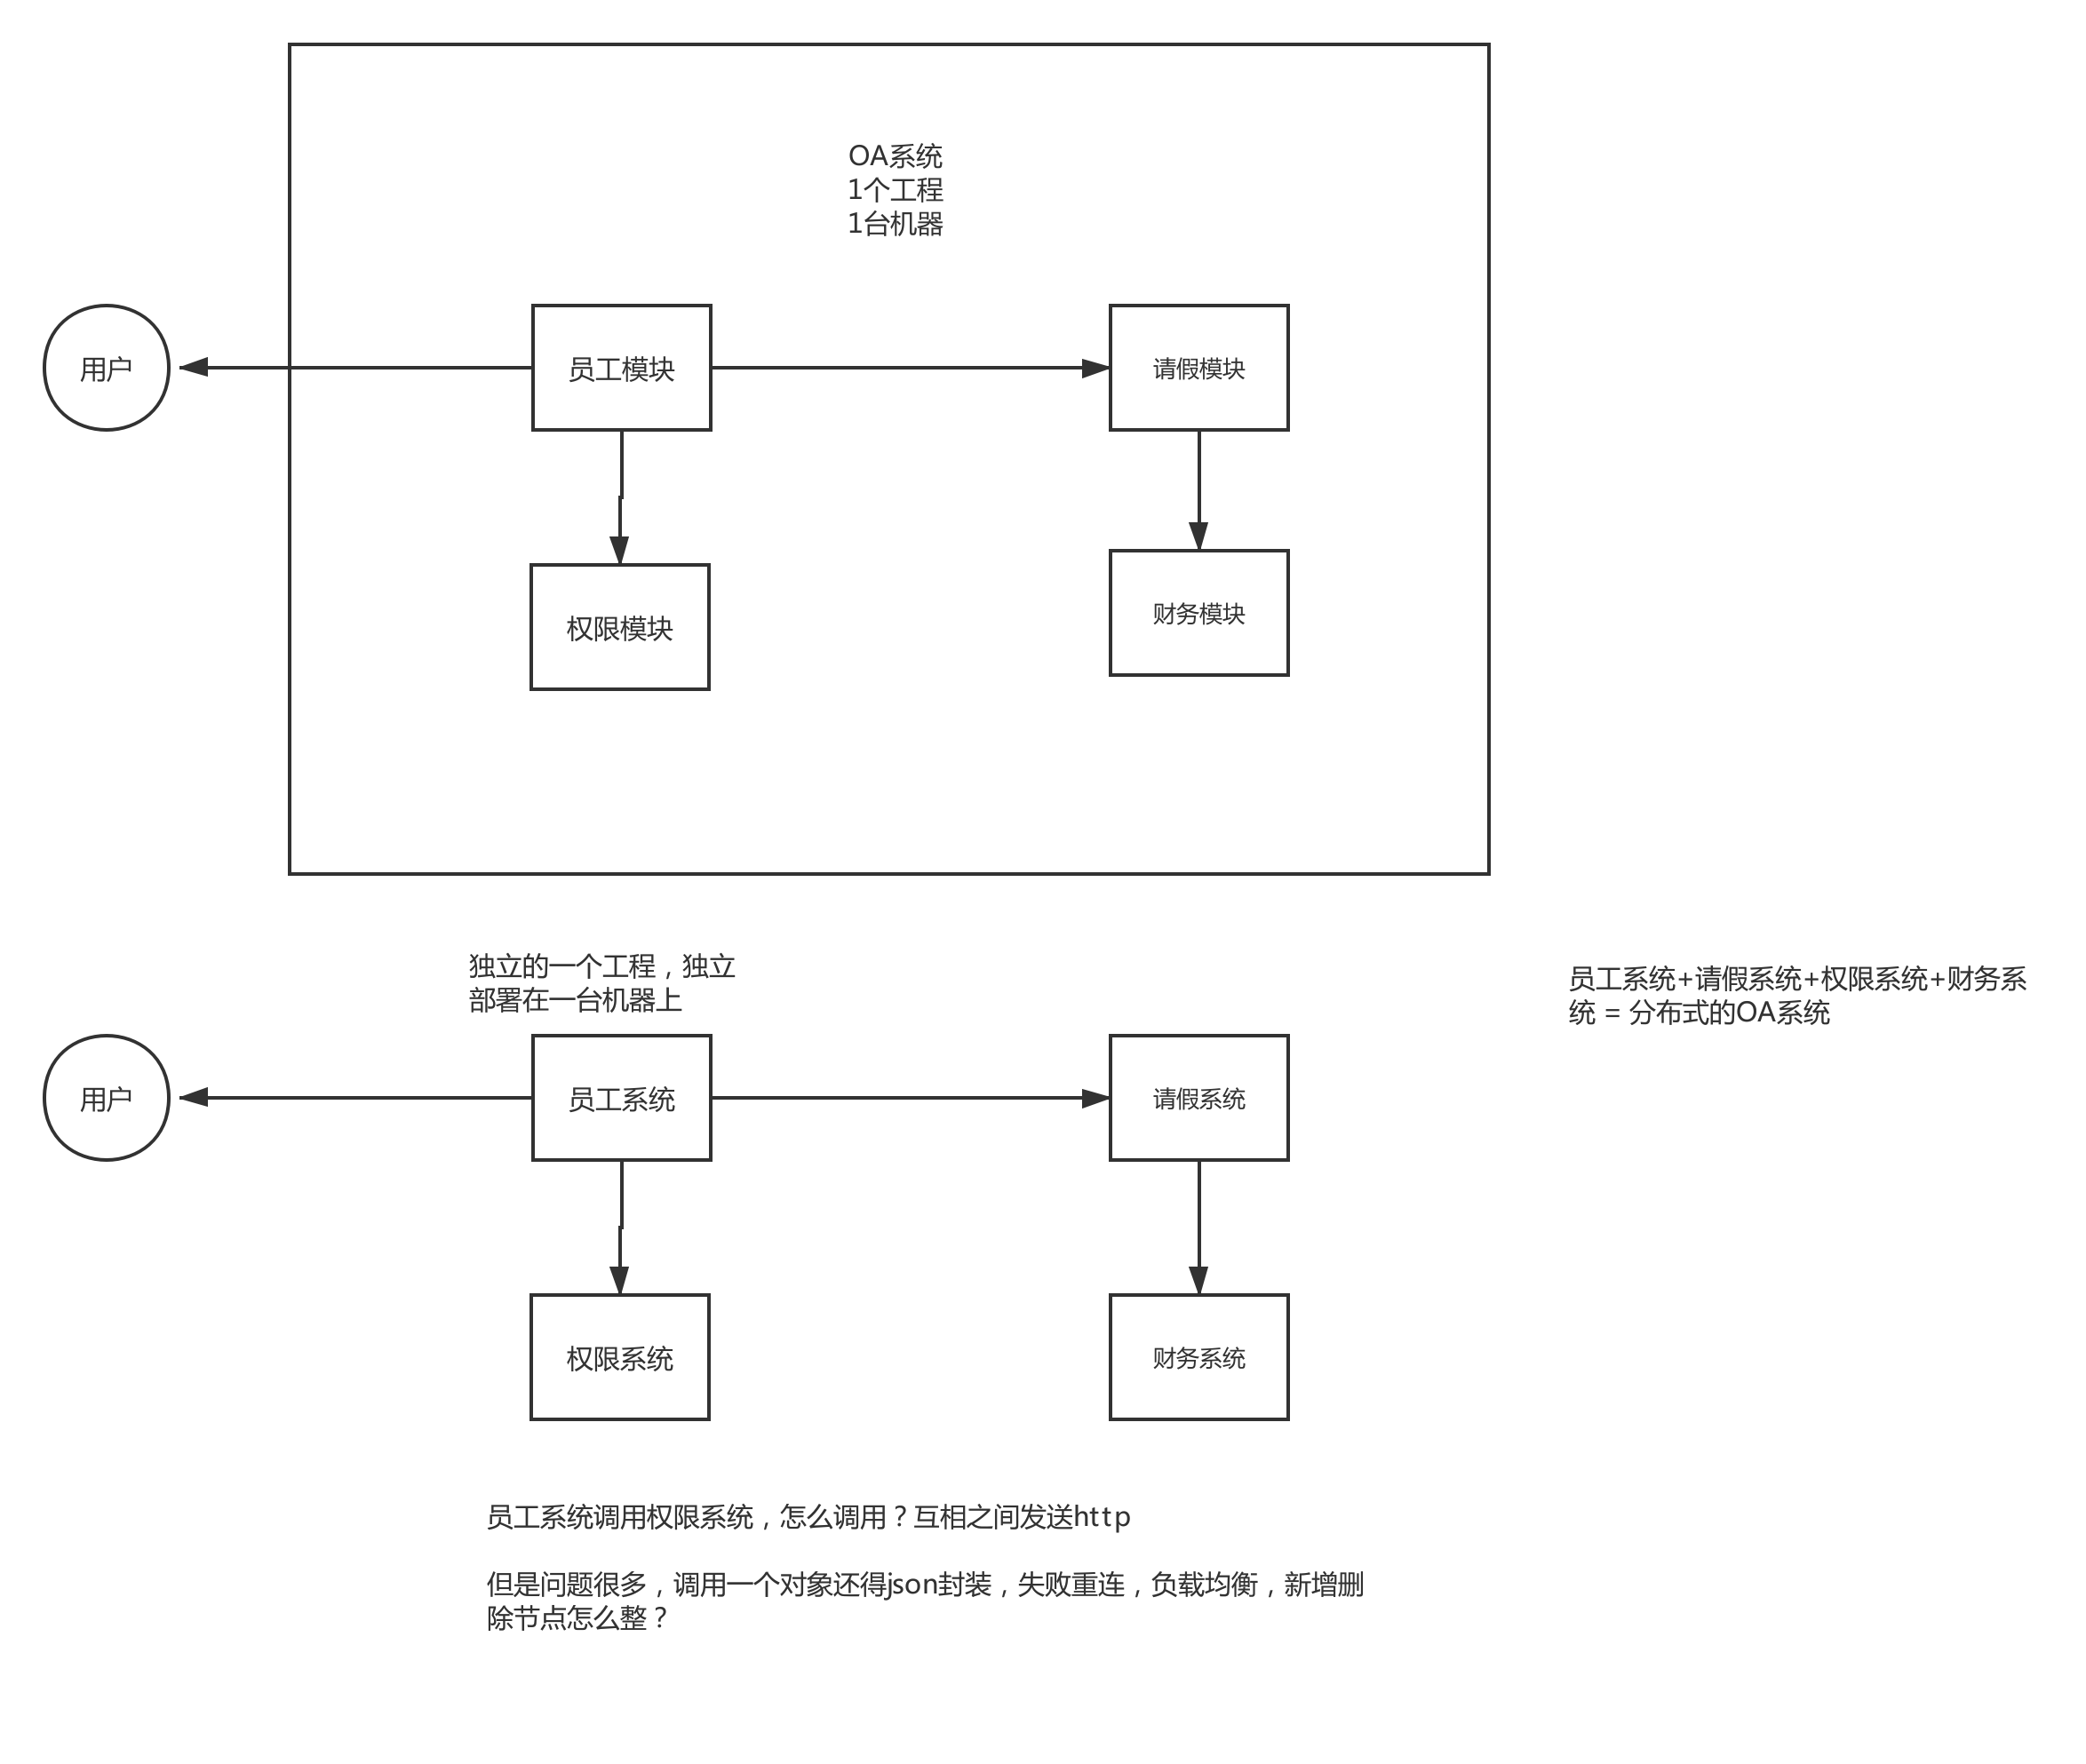 OA系统
1个工程
1台机器
用户
员工模块
请假模块
权限模块
财务模块
独立的一个工程，独立
部署在一台机器上
员工系统+请假系统+权限系统+财务系
统 = 分布式的OA系统
用户
员工系统
请假系统
权限系统
财务系统
员工系统调用权限系统，怎么调用？互相之间发送http
但是问题很多，调用一个对象还得json封装，失败重连，负载均衡，新增删
除节点怎么整？